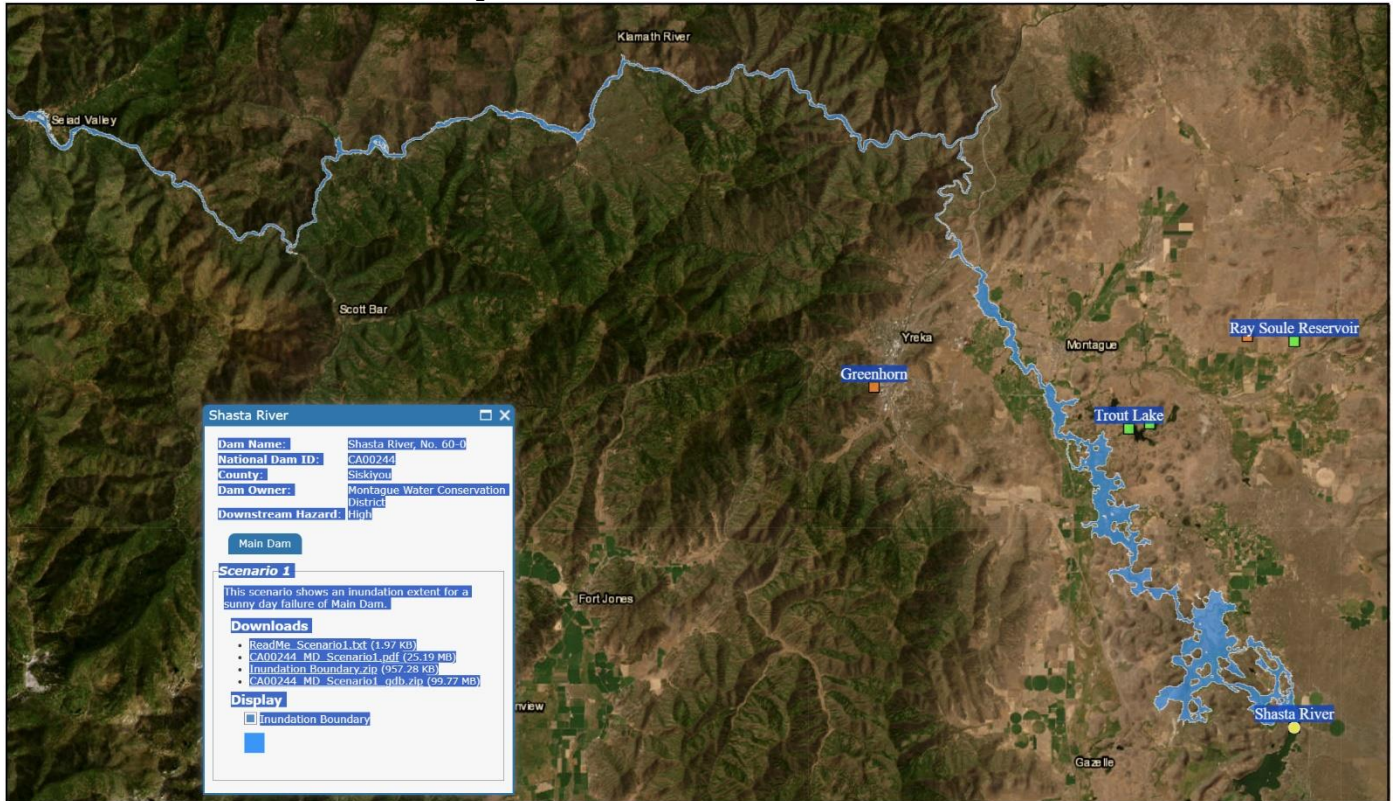 Klamath River
Seiad Valley
Scott Bar
Yreka
Montague
Ray Soule Reservoir
Greenhorn
Trout Lake
Shasta River
Dam Name: Shasta River, No. 60-0
National Dam ID: CA00244
County: Siskiyou
Dam Owner: Montague Water Conservation
District
Downstream Hazard: High
Main Dam
Scenario 1
This scenario shows an inundation extent for a
sunny day failure of Main Dam.
Downloads
• ReadMe_Scenario1.txt (1.97 KB)
• CA00244_MD_Scenario1.pdf (25.19 MB)
• Inundation Boundary.zip (957.28 KB)
• CA00244_MD_Scenario1_gdb.zip (99.77 MB)
Display
Inundation Boundary
Fort Jones
nview
Shasta River
Gazelle